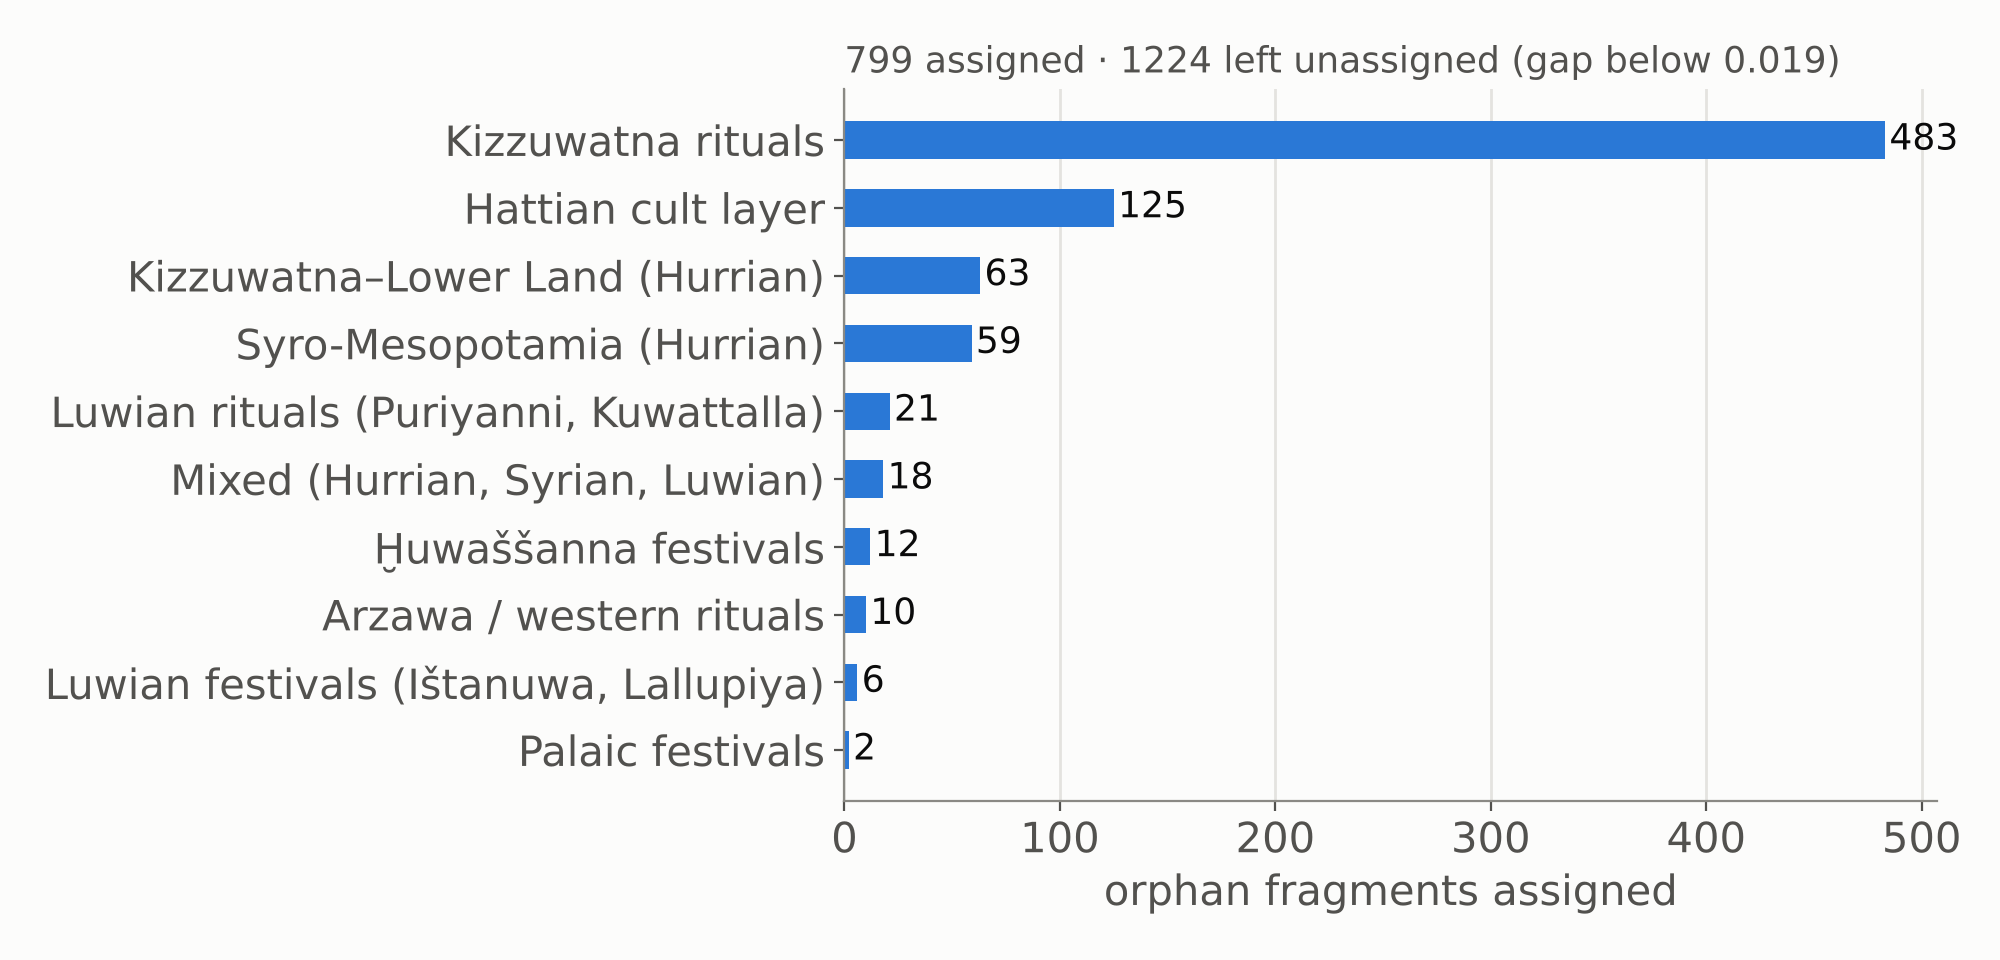 799 assigned · 1224 left unassigned (gap below 0.019)
Kizzuwatna rituals 483
Hattian cult layer 125
Kizzuwatna–Lower Land (Hurrian) 63
Syro-Mesopotamia (Hurrian) 59
Luwian rituals (Puriyanni, Kuwattalla) 21
Mixed (Hurrian, Syrian, Luwian) 18
Ḫuwaššanna festivals 12
Arzawa / western rituals 10
Luwian festivals (Ištanuwa, Lallupiya) 6
Palaic festivals 2
0 100 200 300 400 500
orphan fragments assigned